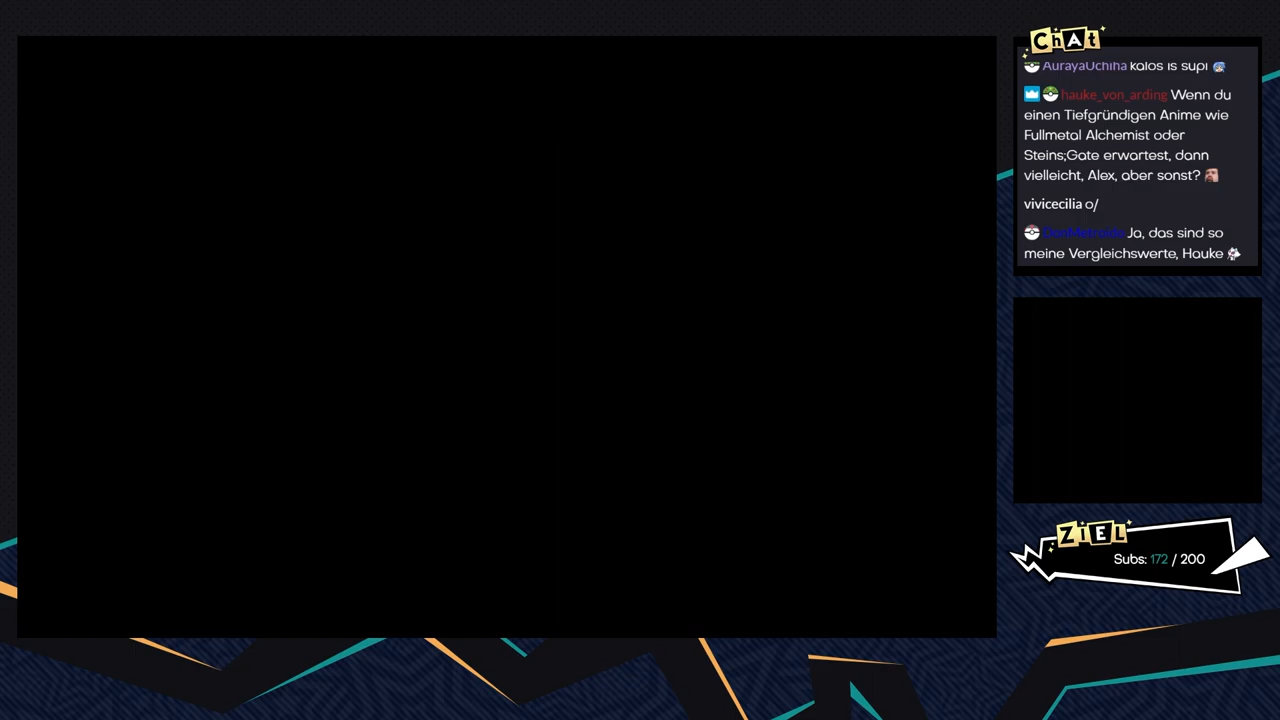 ChAt
AurayaUchiha kalos is supi
hauke_von_arding Wenn du
einen Tiefgründigen Anime wie
Fullmetal Alchemist oder
Steins;Gate erwartest, dann
vielleicht, Alex, aber sonst?
vivicecilia o/
Ja, das sind so
meine Vergleichswerte, Hauke
ZiEL
Subs: 172 / 200